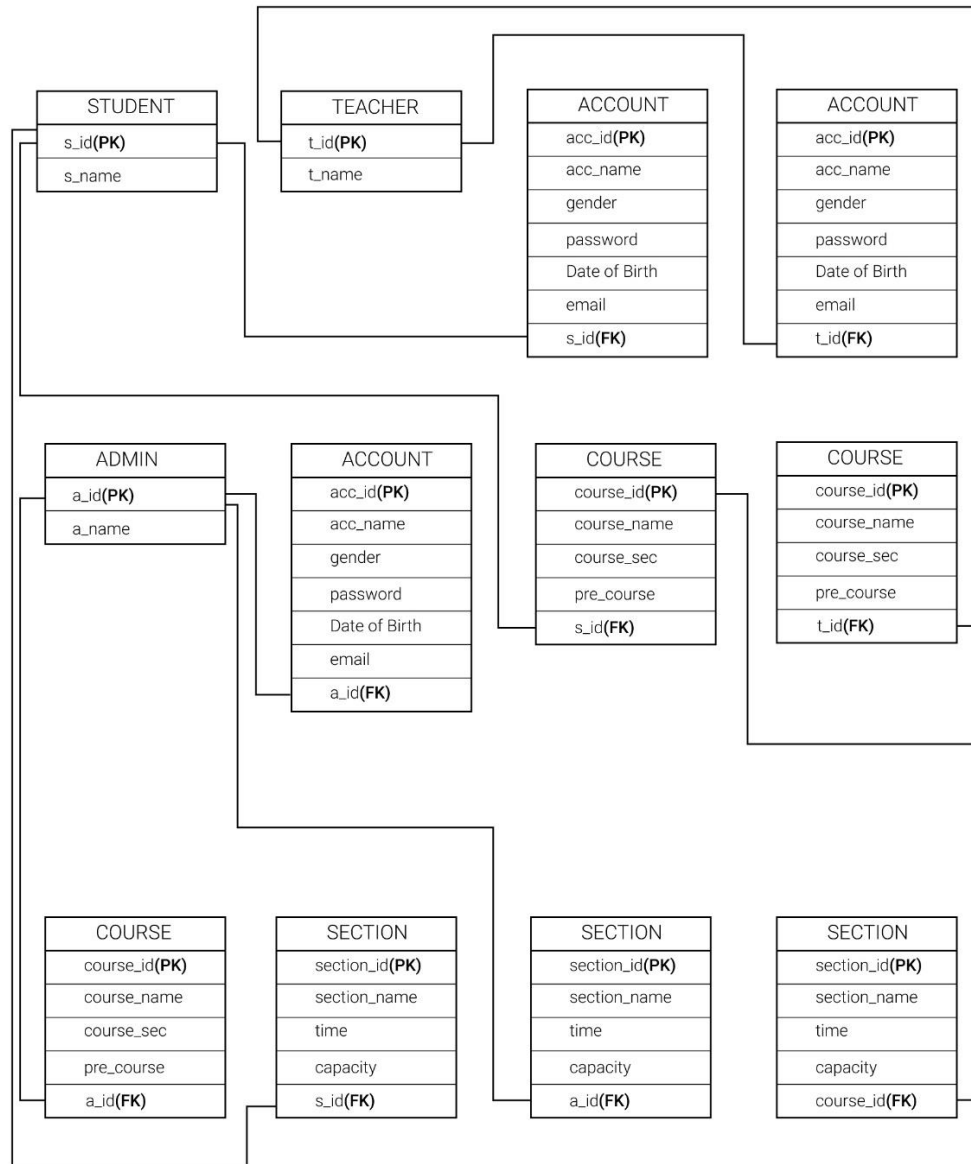 STUDENT
s_id(PK)
s_name
TEACHER
t_id(PK)
t_name
ACCOUNT
acc_id(PK)
acc_name
gender
password
Date of Birth
email
s_id(FK)
ACCOUNT
acc_id(PK)
acc_name
gender
password
Date of Birth
email
t_id(FK)
ADMIN
a_id(PK)
a_name
ACCOUNT
acc_id(PK)
acc_name
gender
password
Date of Birth
email
a_id(FK)
COURSE
course_id(PK)
course_name
course_sec
pre_course
s_id(FK)
COURSE
course_id(PK)
course_name
course_sec
pre_course
t_id(FK)
COURSE
course_id(PK)
course_name
course_sec
pre_course
a_id(FK)
SECTION
section_id(PK)
section_name
time
capacity
s_id(FK)
SECTION
section_id(PK)
section_name
time
capacity
a_id(FK)
SECTION
section_id(PK)
section_name
time
capacity
course_id(FK)